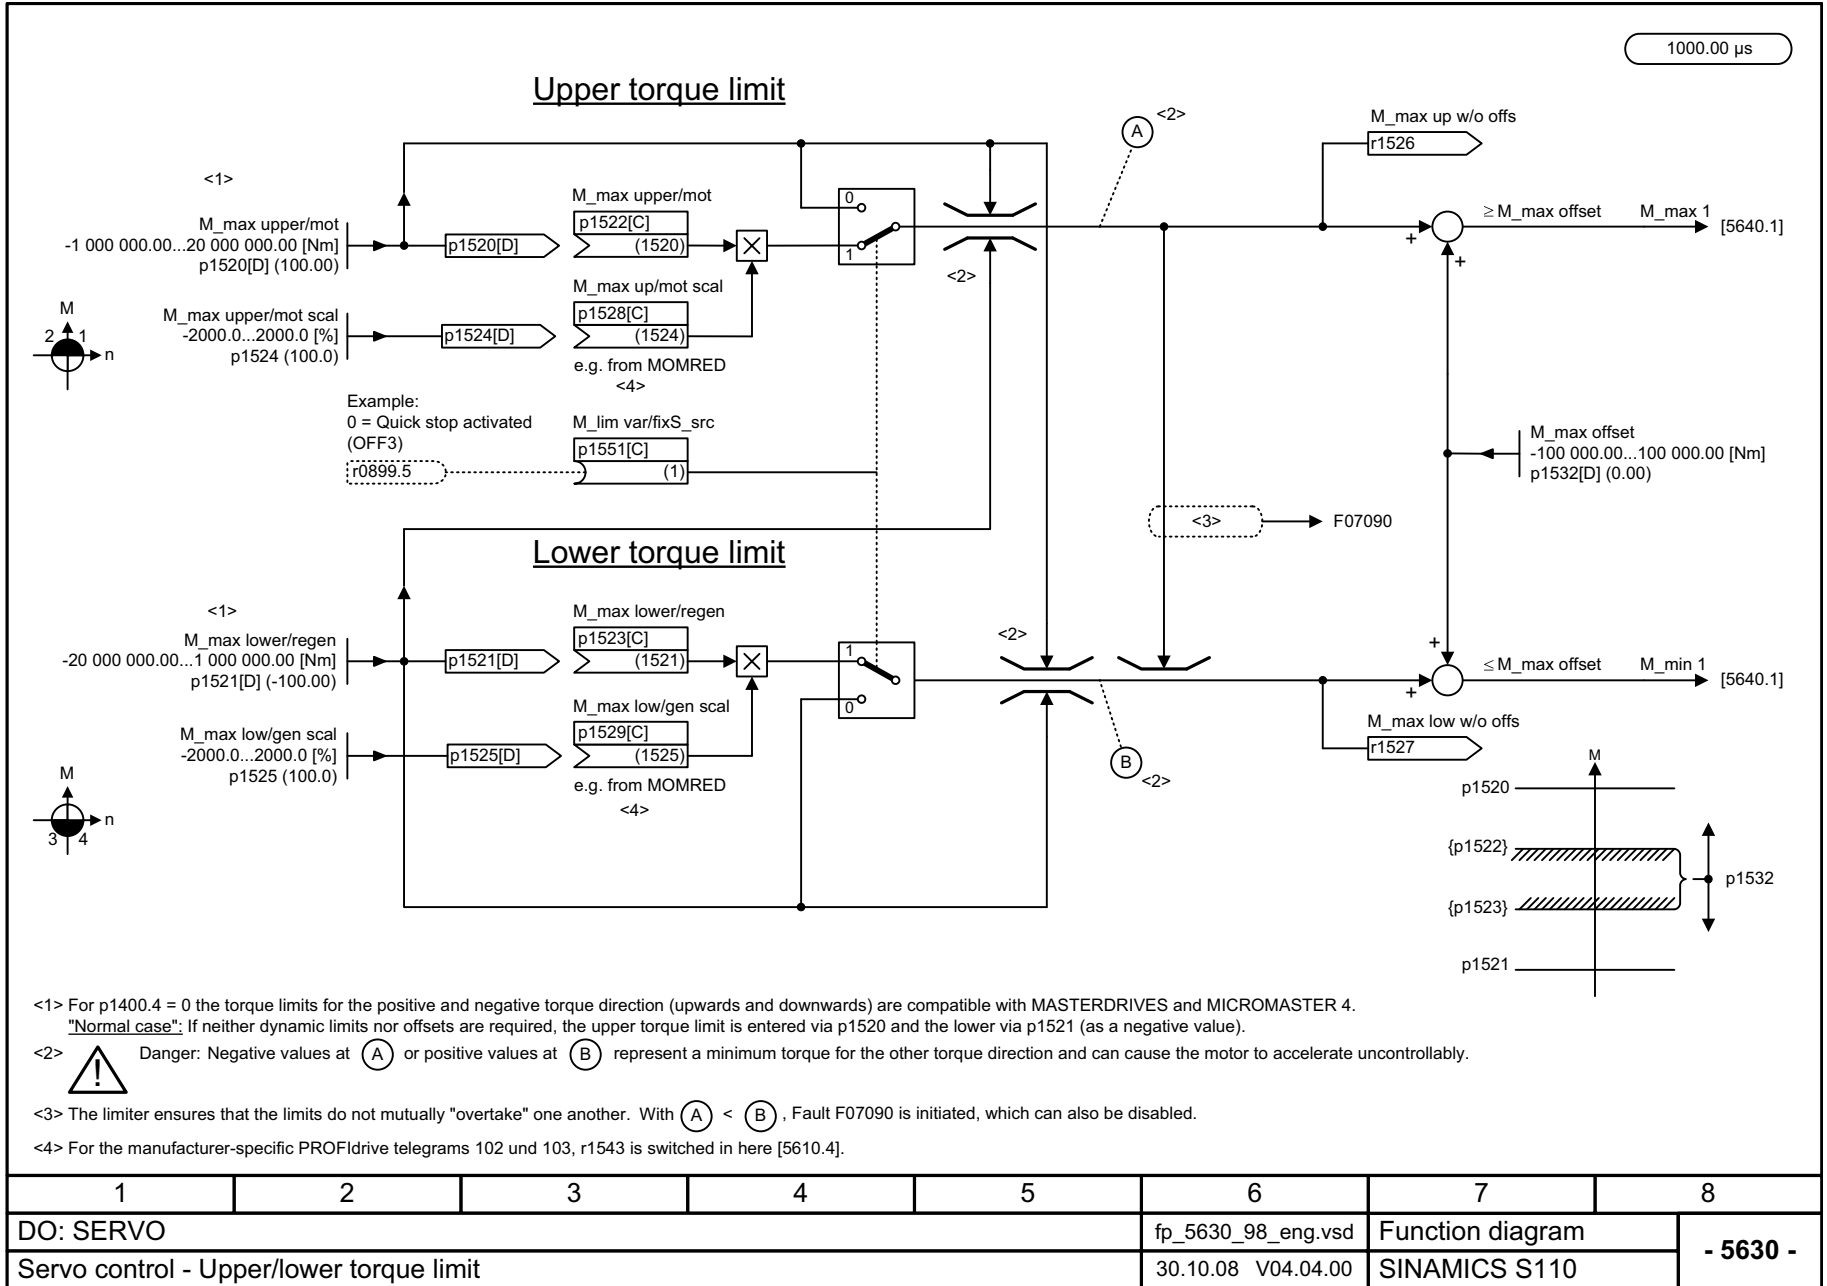 1000.00 µs
Upper torque limit
<1>
M_max upper/mot
-1 000 000.00...20 000 000.00 [Nm]
p1520[D] (100.00)
p1520[D]
M_max upper/mot
p1522[C]
(1520)
M_max upper/mot scal
-2000.0...2000.0 [%]
p1524 (100.0)
p1524[D]
M_max up/mot scal
p1528[C]
(1524)
e.g. from MOMRED
<4>
M
2 1
n
0
1
<2>
A
<2>
M_max up w/o offs
r1526
+
+
≥ M_max offset
M_max 1
[5640.1]
Example:
0 = Quick stop activated
(OFF3)
r0899.5
M_lim var/fixS_src
p1551[C]
(1)
M_max offset
-100 000.00...100 000.00 [Nm]
p1532[D] (0.00)
<3>
F07090
Lower torque limit
<1>
M_max lower/regen
-20 000 000.00...1 000 000.00 [Nm]
p1521[D] (-100.00)
p1521[D]
M_max lower/regen
p1523[C]
(1521)
M_max low/gen scal
-2000.0...2000.0 [%]
p1525 (100.0)
p1525[D]
M_max low/gen scal
p1529[C]
(1525)
e.g. from MOMRED
<4>
M
n
3 4
1
0
<2>
B
<2>
+
+
≤ M_max offset
M_min 1
[5640.1]
M_max low w/o offs
r1527
M
p1520
{p1522}
p1532
{p1523}
p1521
<1> For p1400.4 = 0 the torque limits for the positive and negative torque direction (upwards and downwards) are compatible with MASTERDRIVES and MICROMASTER 4.
"Normal case": If neither dynamic limits nor offsets are required, the upper torque limit is entered via p1520 and the lower via p1521 (as a negative value).
<2> ! Danger: Negative values at A or positive values at B represent a minimum torque for the other torque direction and can cause the motor to accelerate uncontrollably.
<3> The limiter ensures that the limits do not mutually "overtake" one another. With A < B , Fault F07090 is initiated, which can also be disabled.
<4> For the manufacturer-specific PROFIdrive telegrams 102 und 103, r1543 is switched in here [5610.4].
1 2 3 4 5 6 7 8
DO: SERVO
fp_5630_98_eng.vsd
Function diagram
- 5630 -
Servo control - Upper/lower torque limit
30.10.08 V04.04.00
SINAMICS S110